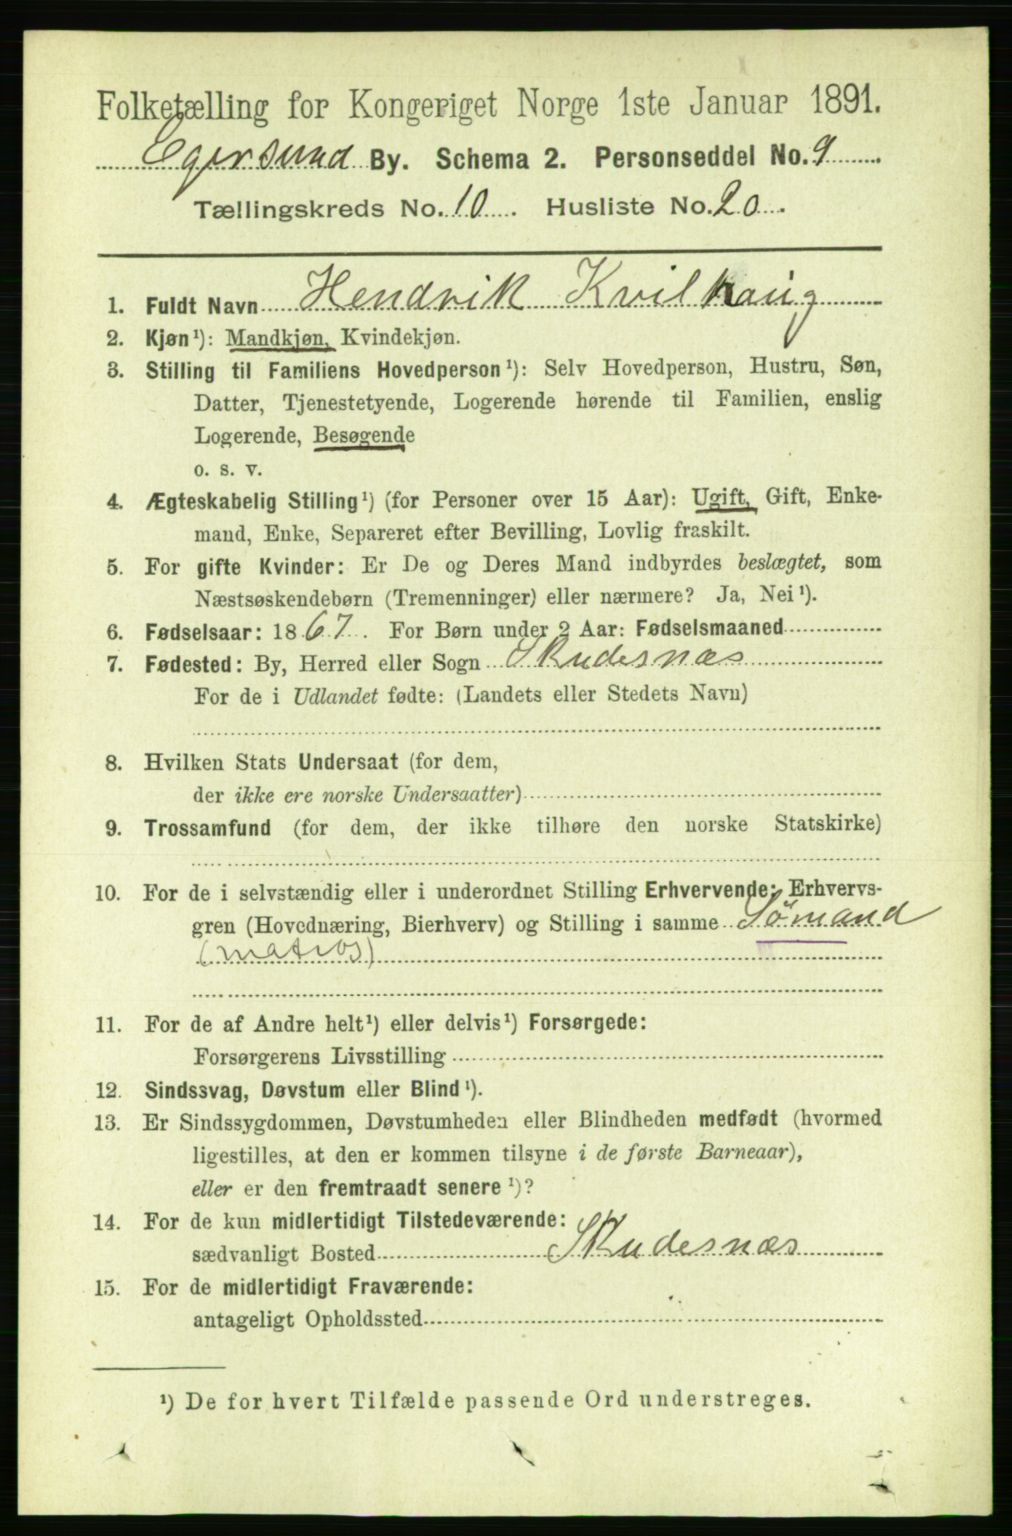 Folketælling for Kongeriget Norge 1ste Januar 1891.
Egersund By. Schema 2. Personseddel No. 9.
Tællingskreds No. 10. Husliste No. 20.
1. Fuldt Navn Hendrik Kvilhaug
2. Kjøn¹): Mandkjøn, Kvindekjøn.
3. Stilling til Familiens Hovedperson¹): Selv Hovedperson, Hustru, Søn,
Datter, Tjenestetyende, Logerende hørende til Familien, enslig
Logerende, Besøgende
o. s. v.
4. Ægteskabelig Stilling¹) (for Personer over 15 Aar): Ugift, Gift, Enke-
mand, Enke, Separeret efter Bevilling, Lovlig fraskilt.
5. For gifte Kvinder: Er De og Deres Mand indbyrdes beslægtet, som
Næstsøskendebørn (Tremenninger) eller nærmere? Ja, Nei¹).
6. Fødselsaar: 1867. For Børn under 2 Aar: Fødselsmaaned
7. Fødested: By, Herred eller Sogn Skudesnæs
For de i Udlandet fødte: (Landets eller Stedets Navn)
8. Hvilken Stats Undersaat (for dem,
der ikke ere norske Undersaatter)
9. Trossamfund (for dem, der ikke tilhøre den norske Statskirke)
10. For de i selvstændig eller i underordnet Stilling Erhvervende: Erhvervs-
gren (Hovednæring, Bierhverv) og Stilling i samme Sømand
(matros)
11. For de af Andre helt¹) eller delvis¹) Forsørgede:
Forsørgerens Livsstilling
12. Sindssvag, Døvstum eller Blind¹).
13. Er Sindssygdommen, Døvstumheden eller Blindheden medfødt (hvormed
ligestilles, at den er kommen tilsyne i de første Barneaar),
eller er den fremtraadt senere¹)?
14. For de kun midlertidigt Tilstedeværende:
sædvanligt Bosted Skudesnæs
15. For de midlertidigt Fraværende:
antageligt Opholdssted
¹) De for hvert Tilfælde passende Ord understreges.